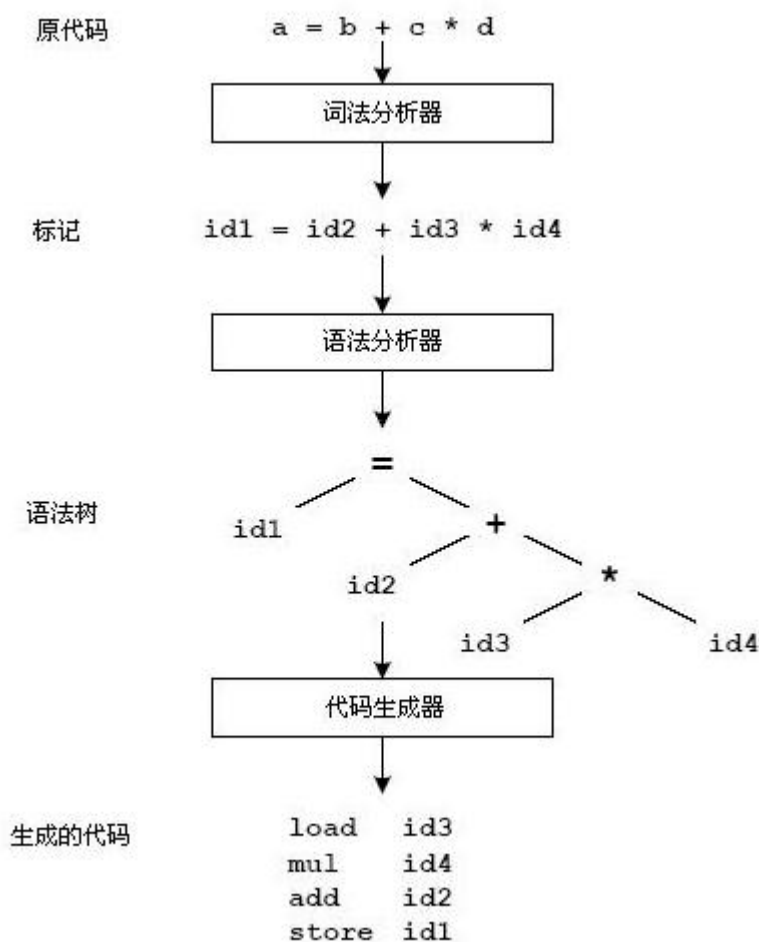 原代码 a = b + c * d
词法分析器
标记 id1 = id2 + id3 * id4
语法分析器
=
语法树
id1 +
id2 *
id3 id4
代码生成器
生成的代码
load id3
mul id4
add id2
store id1